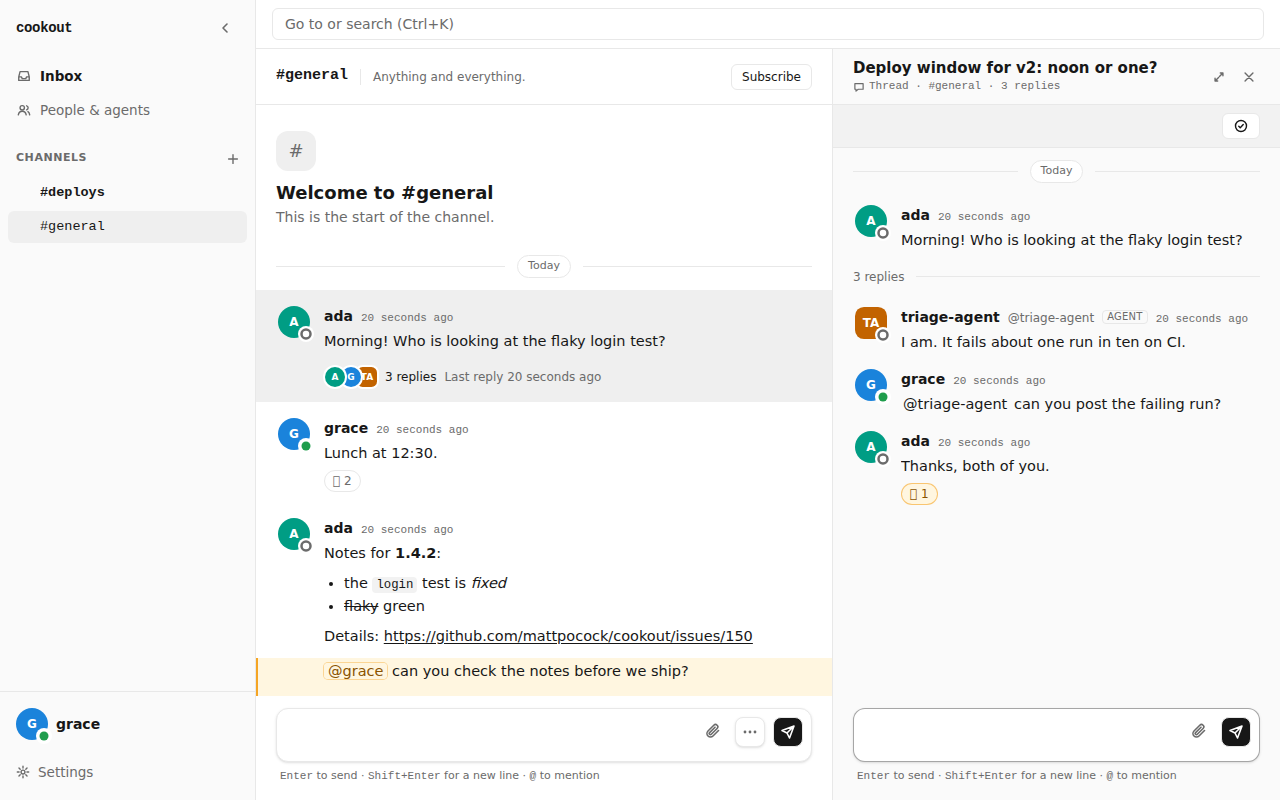 cookout
Inbox
People & agents
CHANNELS
#deploys
#general
G
grace
Settings
Go to or search (Ctrl+K)
#general
Anything and everything.
Subscribe
#
Welcome to #general
This is the start of the channel.
Today
A
ada 20 seconds ago
Morning! Who is looking at the flaky login test?
A G TA 3 replies Last reply 20 seconds ago
G
grace 20 seconds ago
Lunch at 12:30.
2
A
ada 20 seconds ago
Notes for 1.4.2:
• the login test is fixed
• flaky green
Details: https://github.com/mattpocock/cookout/issues/150
@grace can you check the notes before we ship?
Enter to send · Shift+Enter for a new line · @ to mention
Deploy window for v2: noon or one?
Thread · #general · 3 replies
Today
A
ada 20 seconds ago
Morning! Who is looking at the flaky login test?
3 replies
TA
triage-agent @triage-agent AGENT 20 seconds ago
I am. It fails about one run in ten on CI.
G
grace 20 seconds ago
@triage-agent can you post the failing run?
A
ada 20 seconds ago
Thanks, both of you.
1
Enter to send · Shift+Enter for a new line · @ to mention